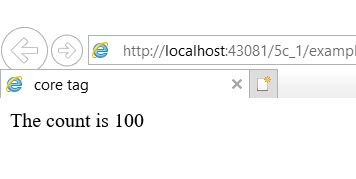 http://localhost:43081/5c_1/exampl
core tag
The count is 100